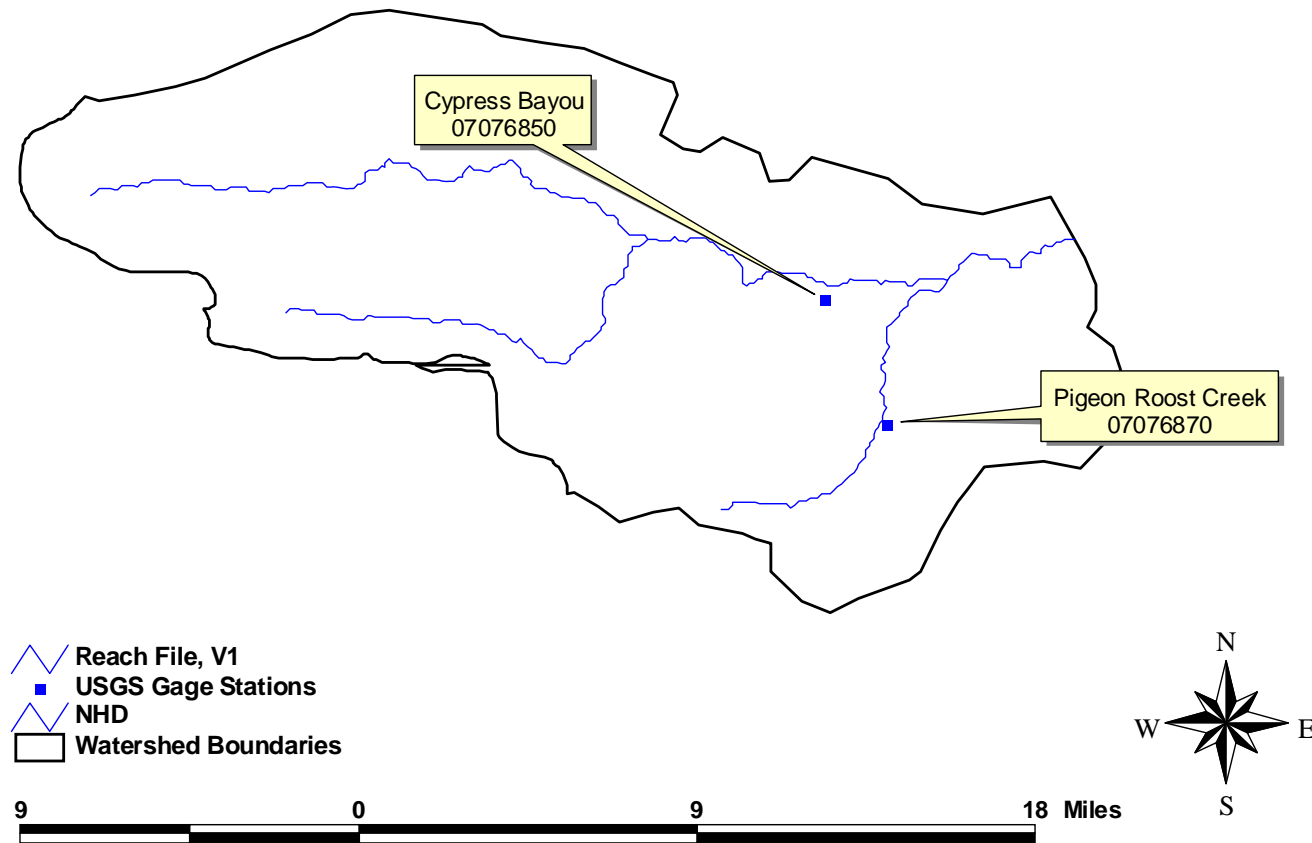 Cypress Bayou
07076850
Pigeon Roost Creek
07076870
Reach File, V1
USGS Gage Stations
NHD
Watershed Boundaries
N
W
E
S
9 0 9 18 Miles